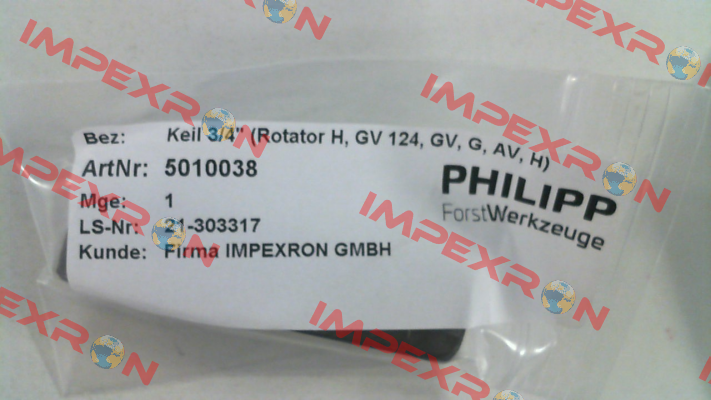 Bez: Keil 3/4" (Rotator H, GV 124, GV, G, AV, H)
ArtNr: 5010038
Mge: 1
LS-Nr: 21-303317
Kunde: Firma IMPEXRON GMBH
PHILIPP
ForstWerkzeuge
IMPEXRON
IMPEXRON
IMPEXRON
IMPEXRON
IMPEXRON
IMPEXRON